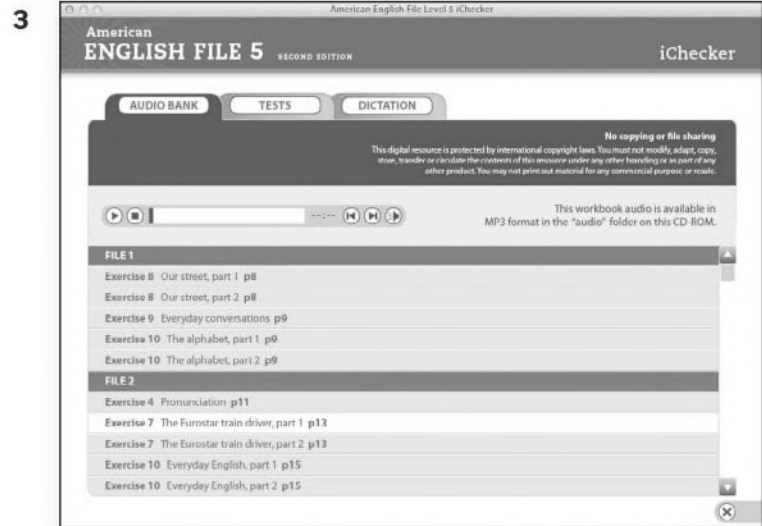 3
American English File Level 5 iChecker
American
ENGLISH FILE 5 SECOND EDITION
iChecker
AUDIO BANK TESTS DICTATION
No copying or file sharing
This digital resource is protected by international copyright laws. You must not modify, adapt, copy,
store, transfer or circulate the contents of this resource under any other branding or as part of any
other product. You may not print out material for any commercial purpose or resale.
--:--
This workbook audio is available in
MP3 format in the "audio" folder on this CD-ROM.
FILE 1
Exercise 8 Our street, part 1 p8
Exercise 8 Our street, part 2 p8
Exercise 9 Everyday conversations p9
Exercise 10 The alphabet, part 1 p9
Exercise 10 The alphabet, part 2 p9
FILE 2
Exercise 4 Pronunciation p11
Exercise 7 The Eurostar train driver, part 1 p13
Exercise 7 The Eurostar train driver, part 2 p13
Exercise 10 Everyday English, part 1 p15
Exercise 10 Everyday English, part 2 p15